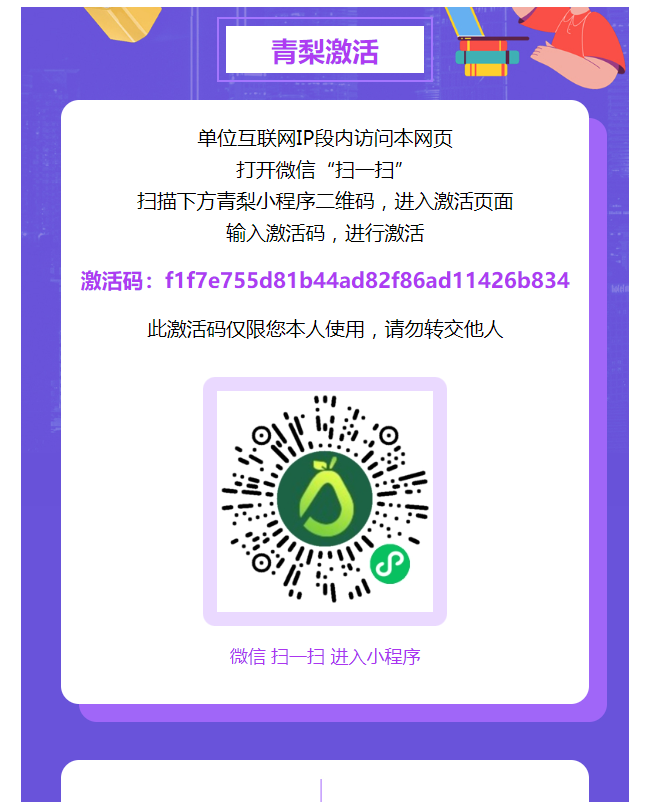 青梨激活
单位互联网IP段内访问本网页
打开微信“扫一扫”
扫描下方青梨小程序二维码，进入激活页面
输入激活码，进行激活
激活码：f1f7e755d81b44ad82f86ad11426b834
此激活码仅限您本人使用，请勿转交他人
微信 扫一扫 进入小程序